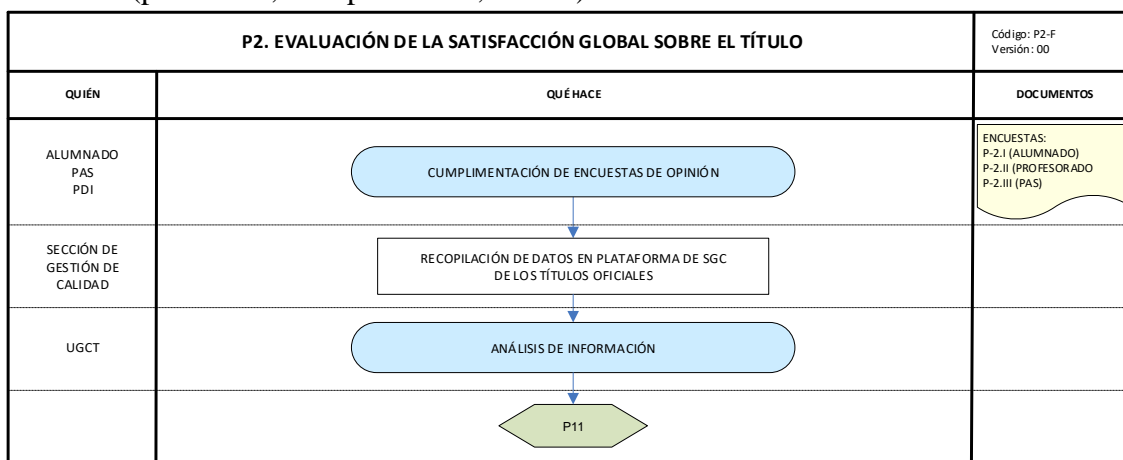 P2. EVALUACIÓN DE LA SATISFACCIÓN GLOBAL SOBRE EL TÍTULO
Código: P2-F
Versión: 00
QUIÉN
QUÉ HACE
DOCUMENTOS
ALUMNADO
PAS
PDI
CUMPLIMENTACIÓN DE ENCUESTAS DE OPINIÓN
ENCUESTAS:
P-2.I (ALUMNADO)
P-2.II (PROFESORADO
P-2.III (PAS)
SECCIÓN DE
GESTIÓN DE
CALIDAD
RECOPILACIÓN DE DATOS EN PLATAFORMA DE SGC
DE LOS TÍTULOS OFICIALES
UGCT
ANÁLISIS DE INFORMACIÓN
P11